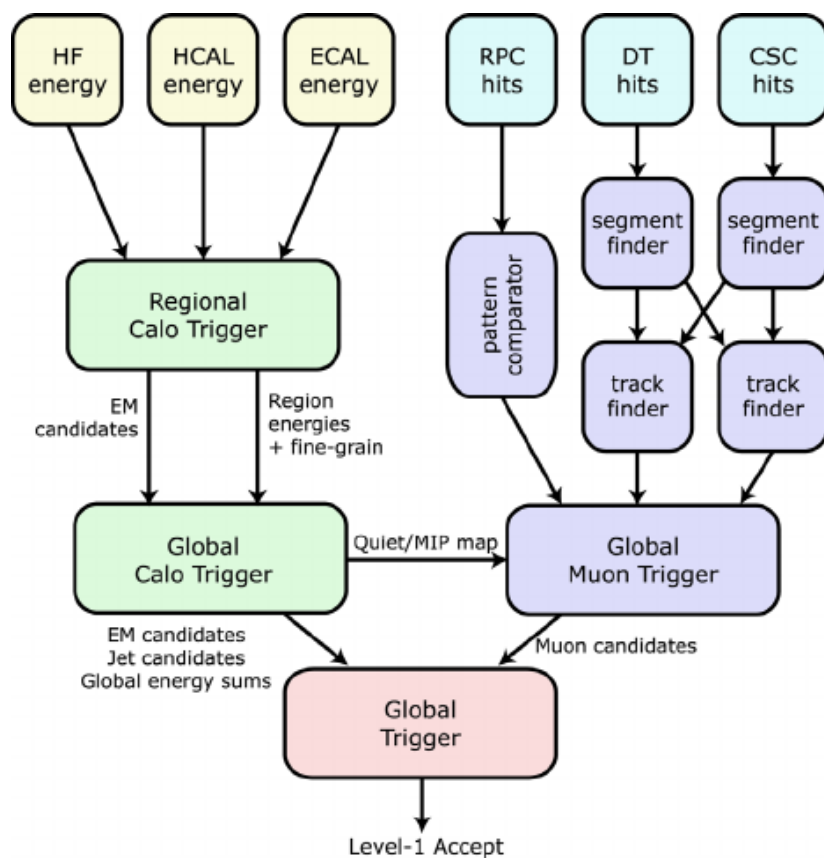 HF
energy
HCAL
energy
ECAL
energy
RPC
hits
DT
hits
CSC
hits
segment
finder
segment
finder
pattern
comparator
Regional
Calo Trigger
track
finder
track
finder
EM
candidates
Region
energies
+ fine-grain
Global
Calo Trigger
Quiet/MIP map
Global
Muon Trigger
EM candidates
Jet candidates
Global energy sums
Muon candidates
Global
Trigger
Level-1 Accept